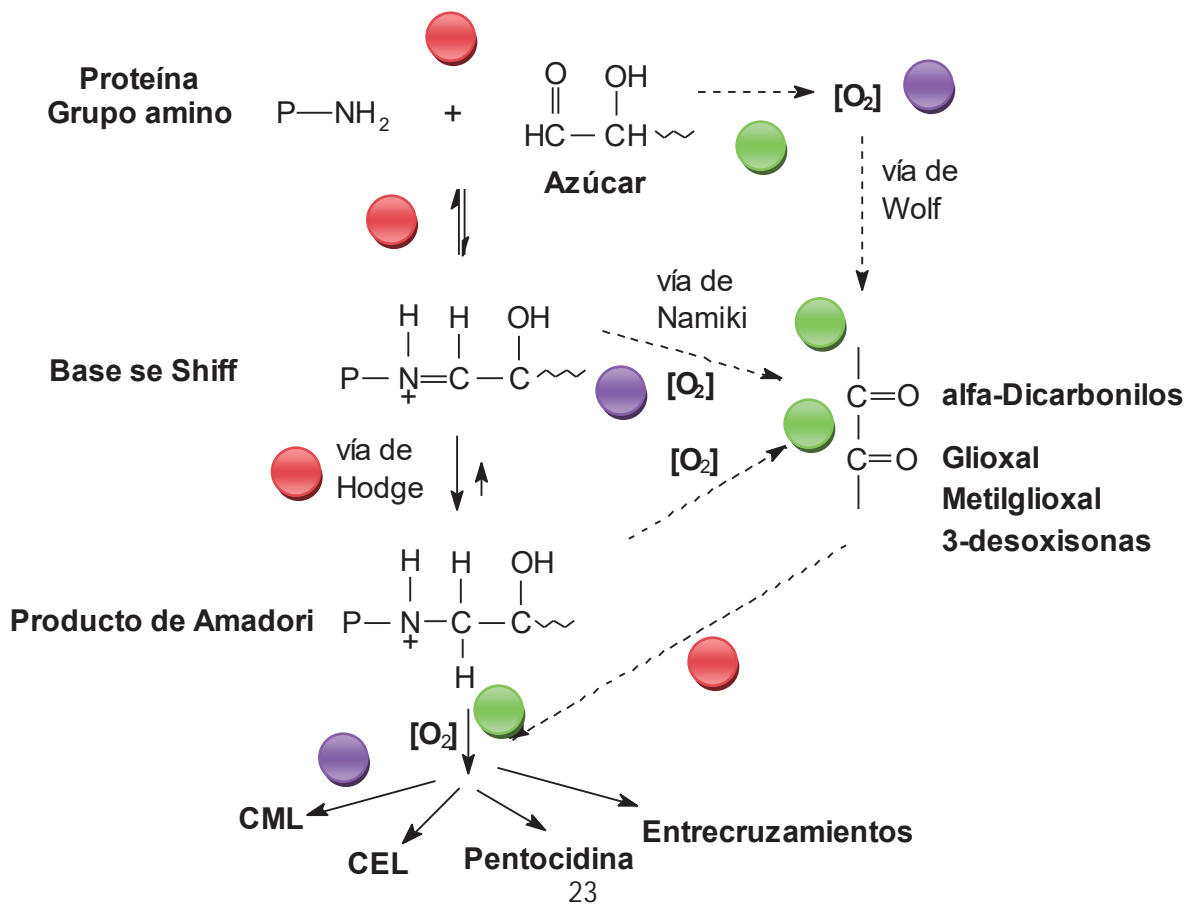 Proteína
Grupo amino
P—NH2
+
O
OH
HC—CH
Azúcar
[O2]
vía de
Wolf
vía de
Namiki
H H OH
Base se Shiff
P—N=C—C
+
[O2]
C=O
alfa-Dicarbonilos
vía de
Hodge
[O2]
C=O
Glioxal
Metilglioxal
3-desoxisonas
H H OH
Producto de Amadori
P—N—C—C
+
H
[O2]
CML
CEL
Pentocidina
Entrecruzamientos
23